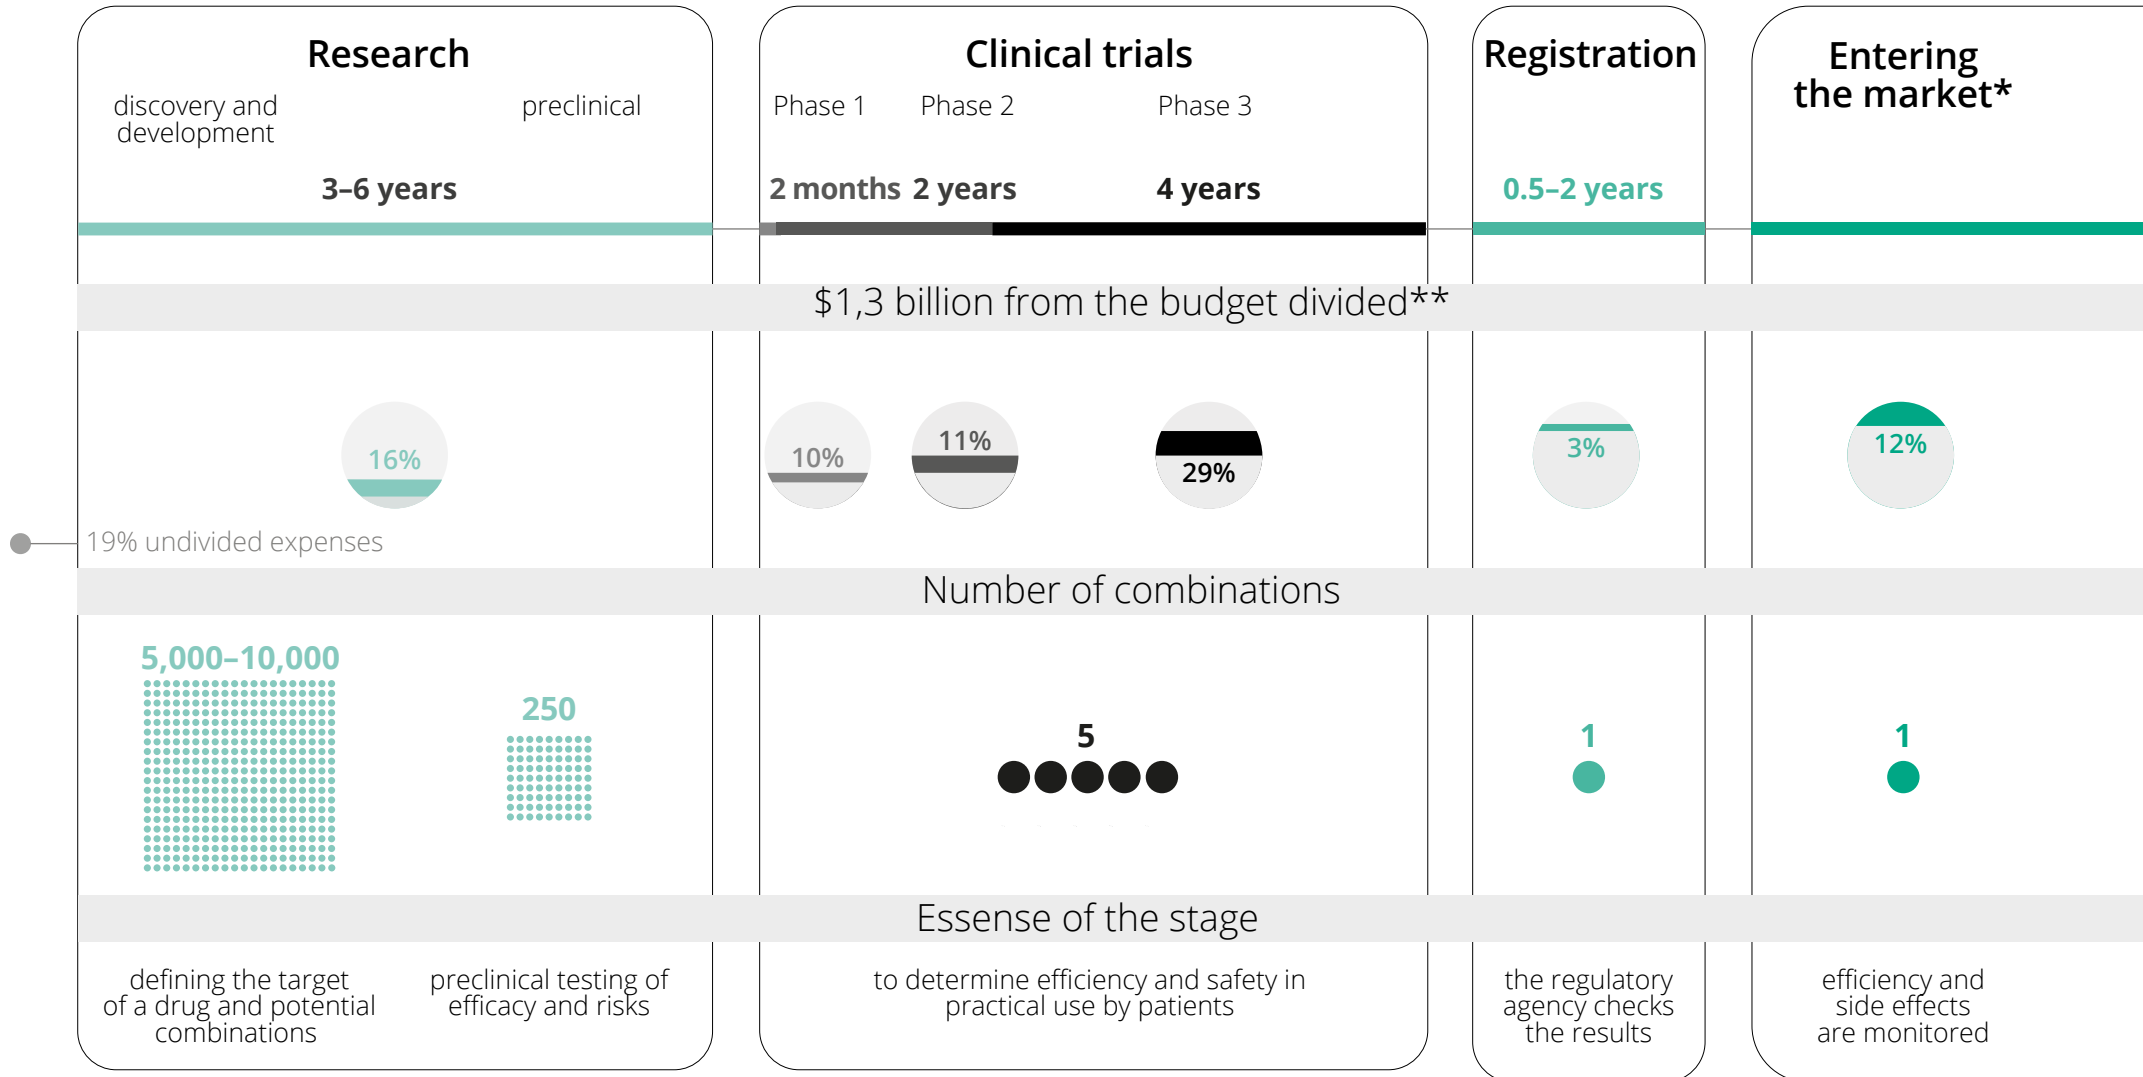 Research
discovery and
development
preclinical
3–6 years
Clinical trials
Phase 1
Phase 2
Phase 3
2 months
2 years
4 years
Registration
0.5–2 years
Entering
the market*
$1,3 billion from the budget divided**
16%
10%
11%
29%
3%
12%
19% undivided expenses
Number of combinations
5,000–10,000
250
5
1
1
Essense of the stage
defining the target
of a drug and potential
combinations
preclinical testing of
efficacy and risks
to determine efficiency and safety in
practical use by patients
the regulatory
agency checks
the results
efficiency and
side effects
are monitored